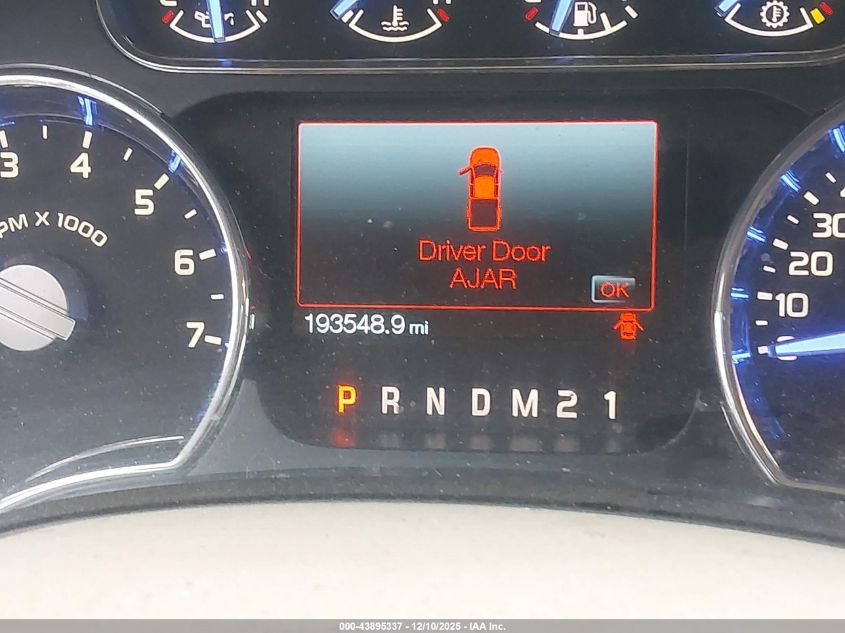 3
4
5
6
7
PM X 1000
Driver Door
AJAR
OK
193548.9 mi
P R N D M 2 1
30
20
10
0
000-43895337 - 12/10/2025 - IAA Inc.